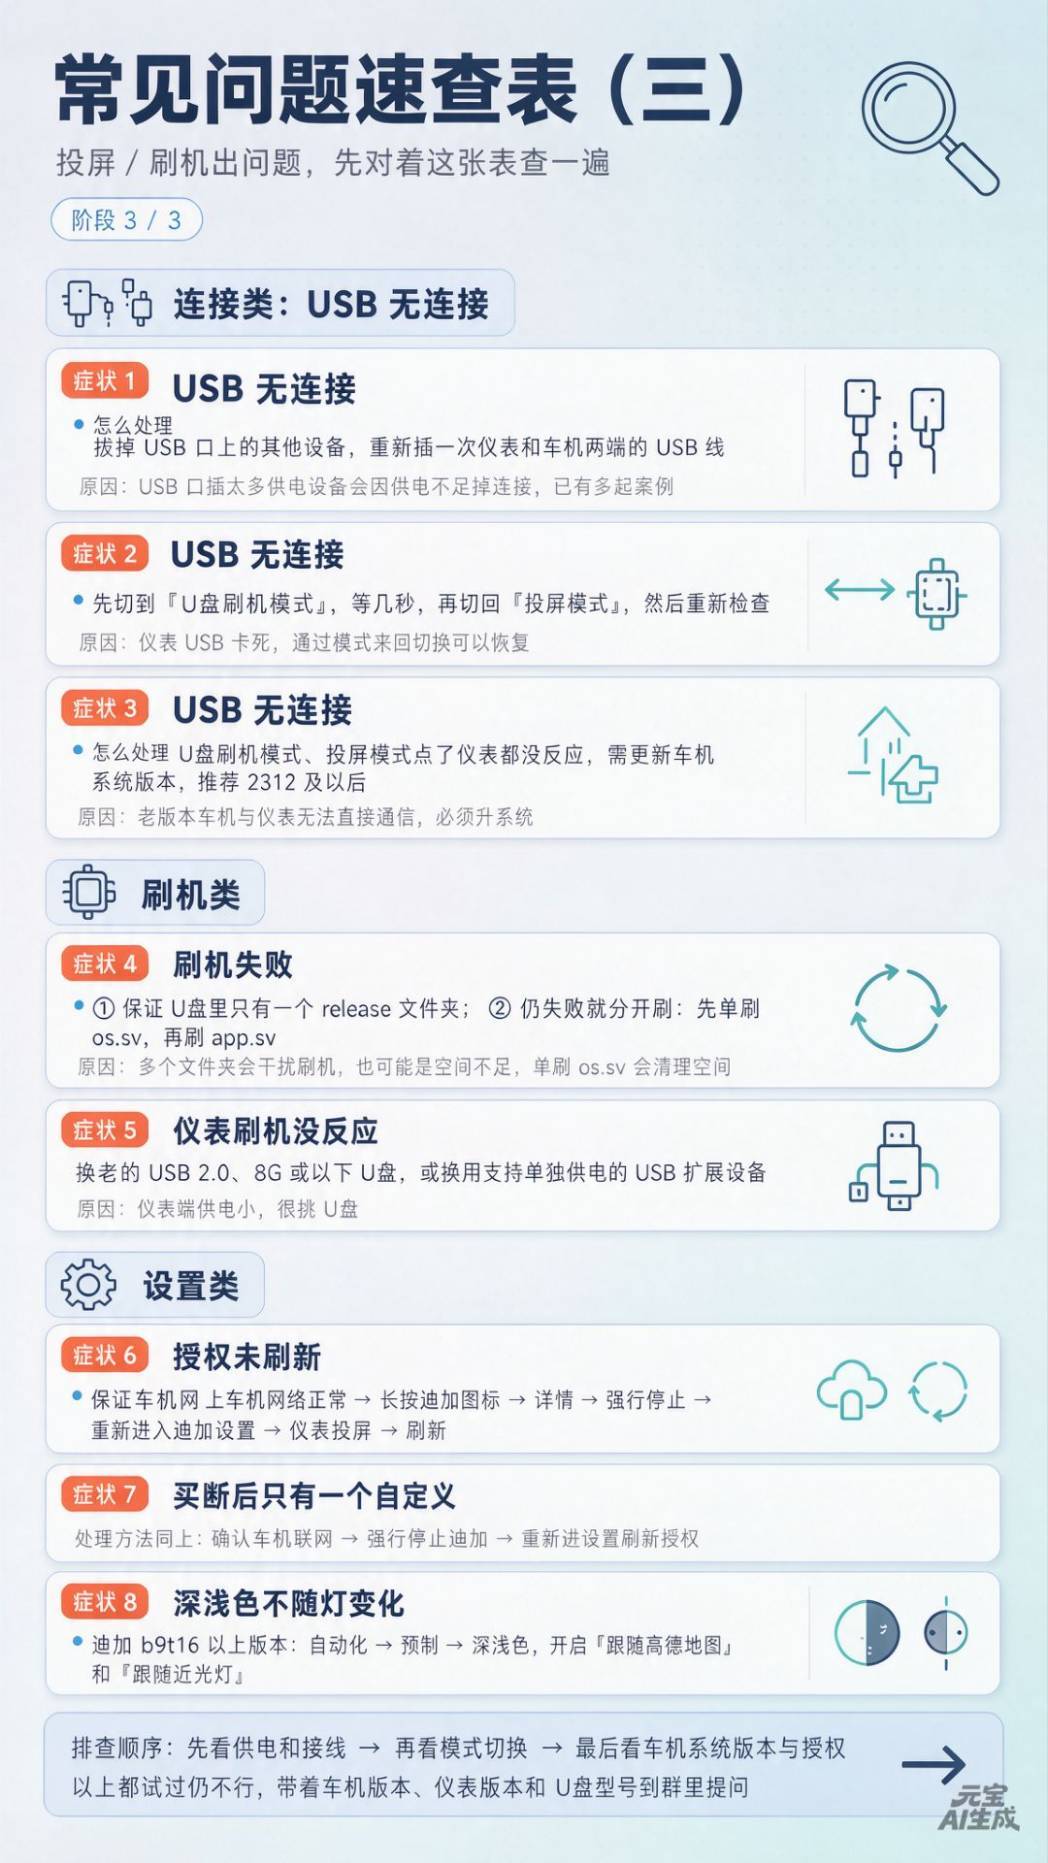 常见问题速查表（三）
投屏 / 刷机出问题，先对着这张表查一遍
阶段 3 / 3
连接类：USB 无连接
症状 1 USB 无连接
怎么处理
拔掉 USB 口上的其他设备，重新插一次仪表和车机两端的 USB 线
原因：USB 口插太多供电设备会因供电不足掉连接，已有多起案例
症状 2 USB 无连接
先切到『U盘刷机模式』，等几秒，再切回『投屏模式』，然后重新检查
原因：仪表 USB 卡死，通过模式来回切换可以恢复
症状 3 USB 无连接
怎么处理 U盘刷机模式、投屏模式点了仪表都没反应，需更新车机
系统版本，推荐 2312 及以后
原因：老版本车机与仪表无法直接通信，必须升系统
刷机类
症状 4 刷机失败
① 保证 U盘里只有一个 release 文件夹； ② 仍失败就分开刷：先单刷
os.sv，再刷 app.sv
原因：多个文件夹会干扰刷机，也可能是空间不足，单刷 os.sv 会清理空间
症状 5 仪表刷机没反应
换老的 USB 2.0、8G 或以下 U盘，或换用支持单独供电的 USB 扩展设备
原因：仪表端供电小，很挑 U盘
设置类
症状 6 授权未刷新
保证车机网 上车机网络正常 → 长按迪加图标 → 详情 → 强行停止 →
重新进入迪加设置 → 仪表投屏 → 刷新
症状 7 买断后只有一个自定义
处理方法同上：确认车机联网 → 强行停止迪加 → 重新进设置刷新授权
症状 8 深浅色不随灯变化
迪加 b9t16 以上版本：自动化 → 预制 → 深浅色，开启『跟随高德地图』
和『跟随近光灯』
排查顺序：先看供电和接线 → 再看模式切换 → 最后看车机系统版本与授权
以上都试过仍不行，带着车机版本、仪表版本和 U盘型号到群里提问
元宝
AI生成